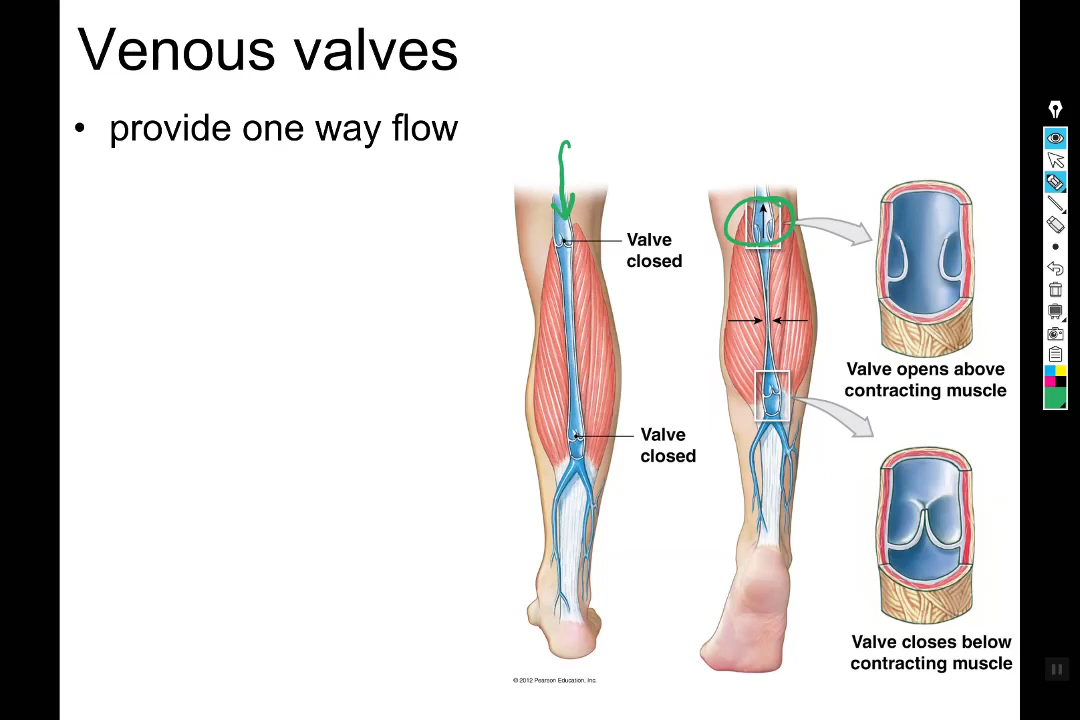 Venous valves
• provide one way flow
Valve
closed
Valve
closed
Valve opens above
contracting muscle
Valve closes below
contracting muscle
© 2012 Pearson Education, Inc.